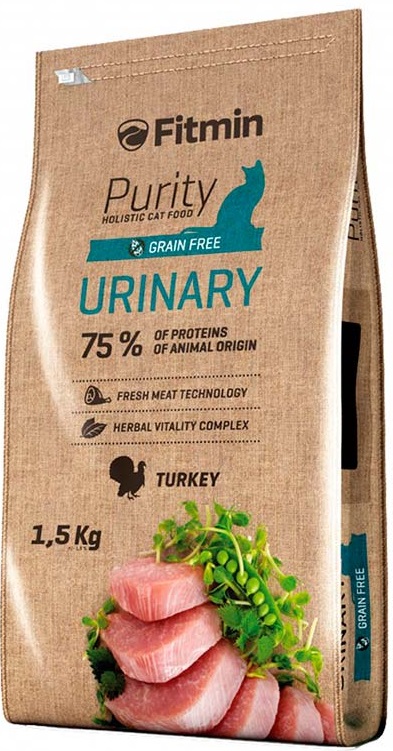 Fitmin
Purity
HOLISTIC CAT FOOD
GRAIN FREE
URINARY
75 % OF PROTEINS
OF ANIMAL ORIGIN
FRESH MEAT TECHNOLOGY
HERBAL VITALITY COMPLEX
TURKEY
1,5 Kg
URINARY
GRAIN FREE